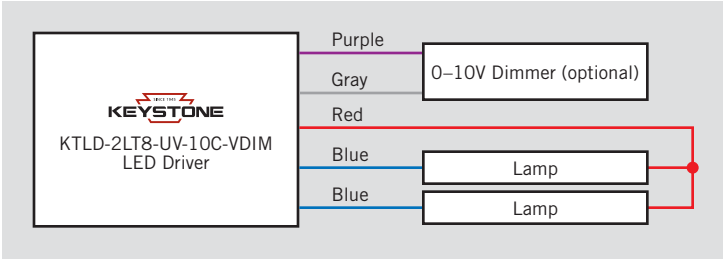 Purple
0–10V Dimmer (optional)
Gray
SINCE 1945
KEYSTONE
Red
KTLD-2LT8-UV-10C-VDIM
LED Driver
Blue
Lamp
Blue
Lamp